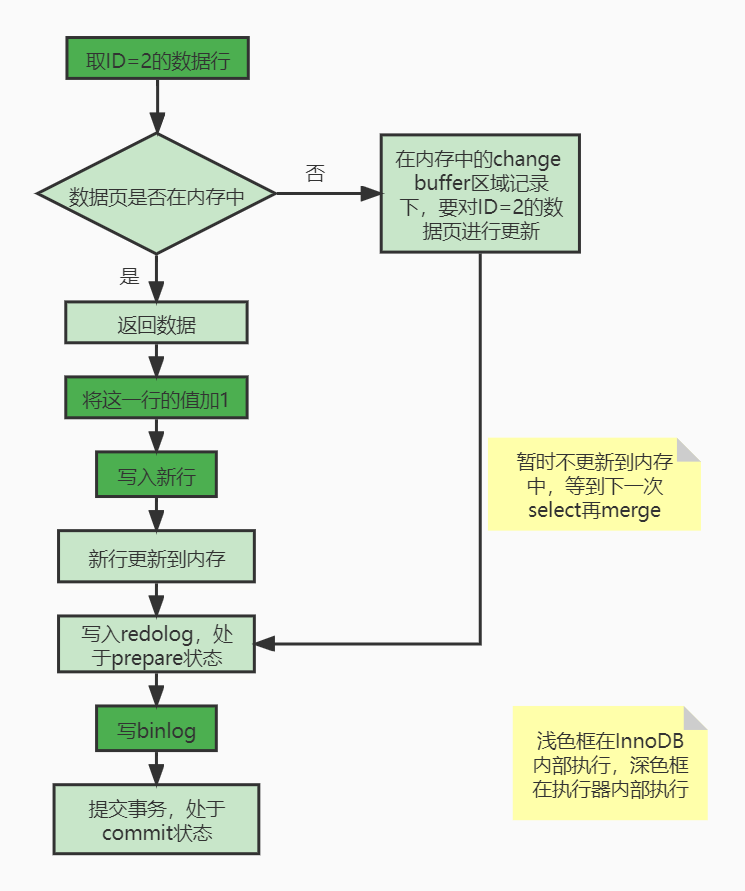 取ID=2的数据行
数据页是否在内存中
否
在内存中的change
buffer区域记录
下，要对ID=2的数
据页进行更新
是
返回数据
将这一行的值加1
写入新行
暂时不更新到内存
中，等到下一次
select再merge
新行更新到内存
写入redolog，处
于prepare状态
写binlog
浅色框在InnoDB
内部执行，深色框
在执行器内部执行
提交事务，处于
commit状态